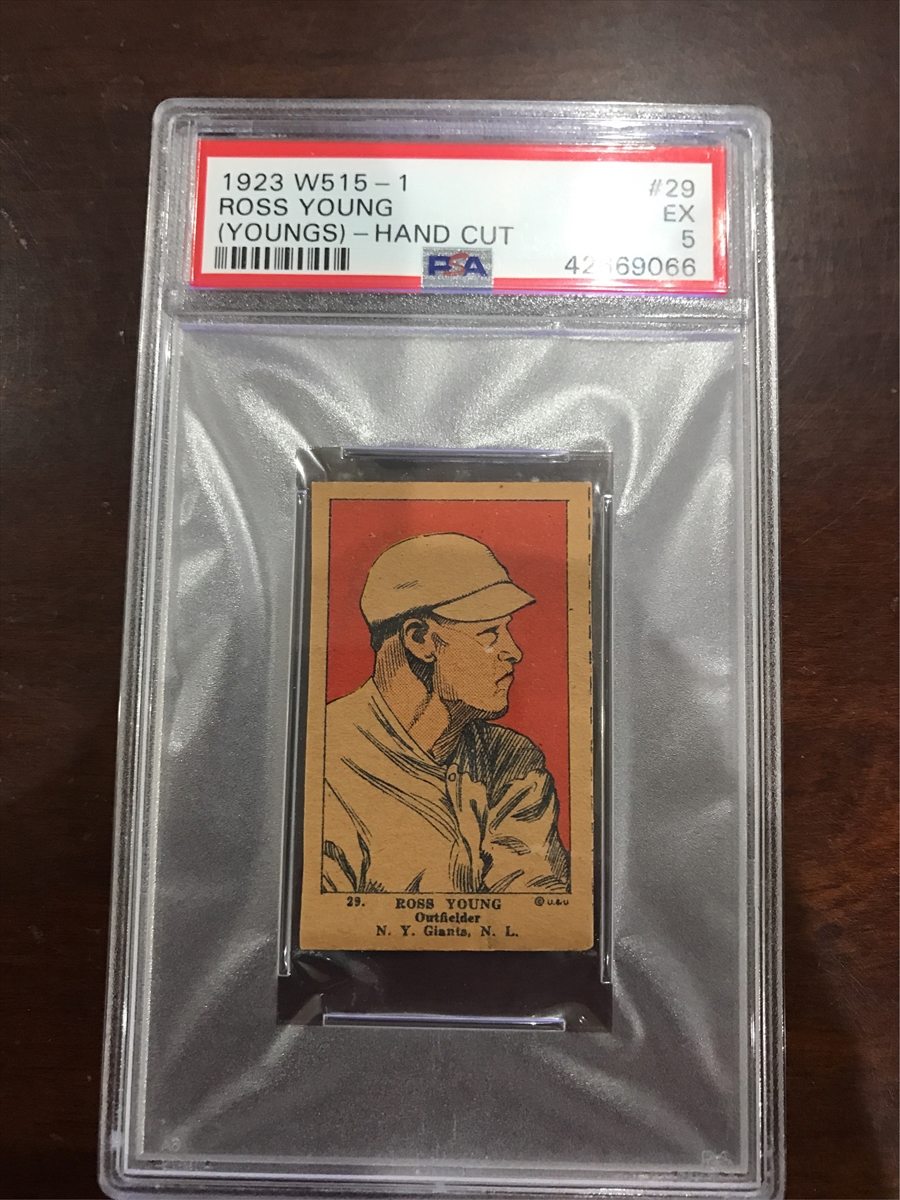 1923 W515-1
#29
ROSS YOUNG
EX
(YOUNGS)-HAND CUT
5
PSA
29. ROSS YOUNG © U.&U
Outfielder
N. Y. Giants, N. L.